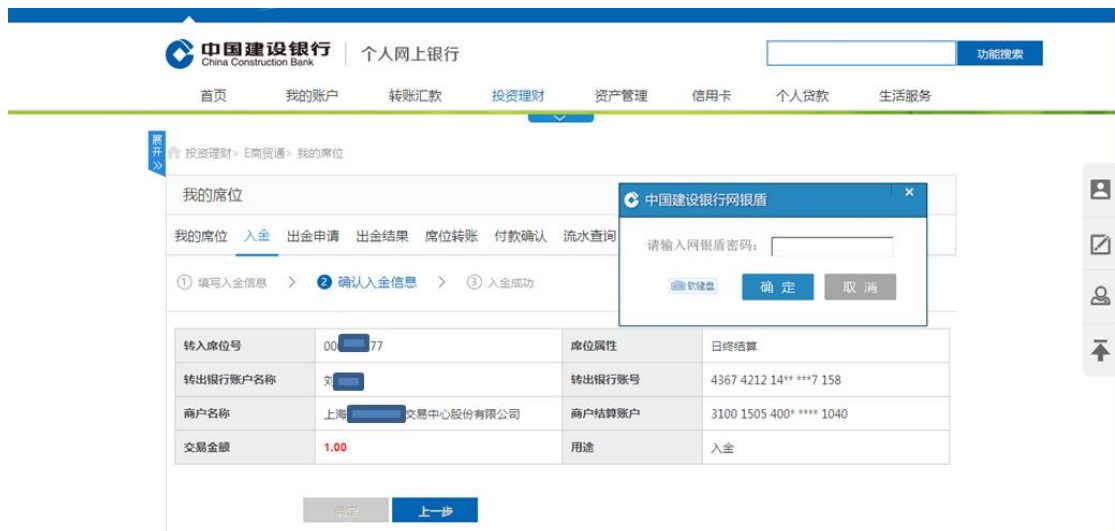 中国建设银行 个人网上银行 功能搜索
China Construction Bank
首页 我的账户 转账汇款 投资理财 资产管理 信用卡 个人贷款 生活服务
展开
投资理财> E商贸通> 我的席位
我的席位
中国建设银行网银盾 ×
我的席位 入金 出金申请 出金结果 席位转账 付款确认 流水查询
请输入网银盾密码:
① 填写入金信息 > ② 确认入金信息 > ③ 入金成功
软键盘 确定 取消
转入席位号 00 77 席位属性 日终结算
转出银行账户名称 刘 转出银行账号 4367 4212 14** ***7 158
商户名称 上海 交易中心股份有限公司 商户结算账户 3100 1505 400* **** 1040
交易金额 1.00 用途 入金
确定 上一步